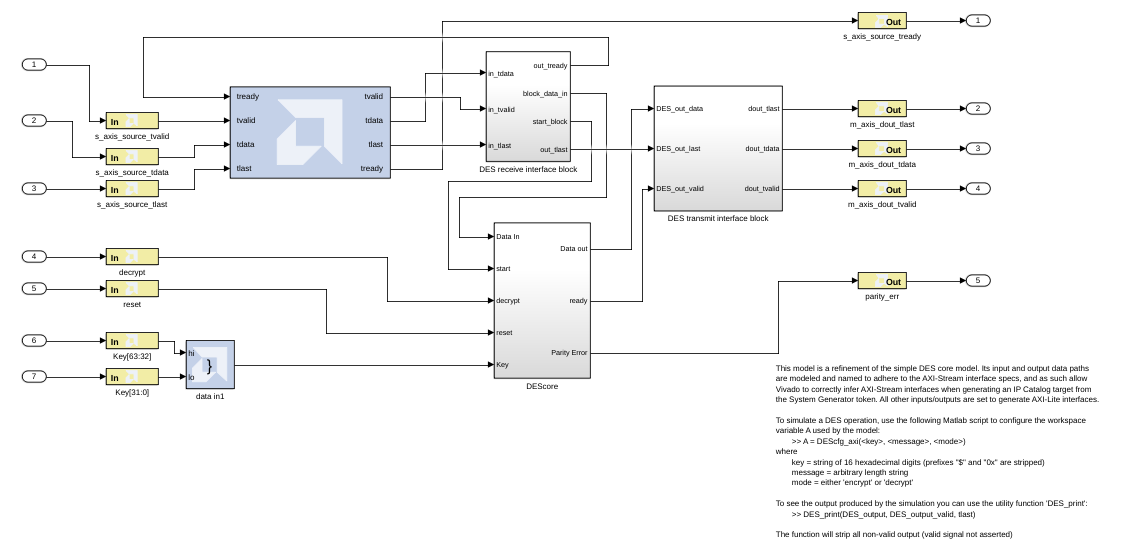 1
Out
s_axis_source_tready
1
2
In
s_axis_source_tvalid
In
s_axis_source_tdata
3
In
s_axis_source_tlast
tready
tvalid
tdata
tlast
tvalid
tdata
tlast
tready
in_tdata
in_tvalid
in_tlast
out_tready
block_data_in
start_block
out_tlast
DES receive interface block
DES_out_data
DES_out_last
DES_out_valid
dout_tlast
dout_tdata
dout_tvalid
DES transmit interface block
Out
m_axis_dout_tlast
2
Out
m_axis_dout_tdata
3
Out
m_axis_dout_tvalid
4
4
In
decrypt
5
In
reset
6
In
Key[63:32]
7
In
Key[31:0]
hi
lo
}
data in1
Data In
start
decrypt
reset
Key
Data out
ready
Parity Error
DEScore
Out
parity_err
5
This model is a refinement of the simple DES core model. Its input and output data paths
are modeled and named to adhere to the AXI-Stream interface specs, and as such allow
Vivado to correctly infer AXI-Stream interfaces when generating an IP Catalog target from
the System Generator token. All other inputs/outputs are set to generate AXI-Lite interfaces.
To simulate a DES operation, use the following Matlab script to configure the workspace
variable A used by the model:
>> A = DEScfg_axi(<key>, <message>, <mode>)
where
key = string of 16 hexadecimal digits (prefixes "$" and "0x" are stripped)
message = arbitrary length string
mode = either 'encrypt' or 'decrypt'
To see the output produced by the simulation you can use the utility function 'DES_print':
>> DES_print(DES_output, DES_output_valid, tlast)
The function will strip all non-valid output (valid signal not asserted)